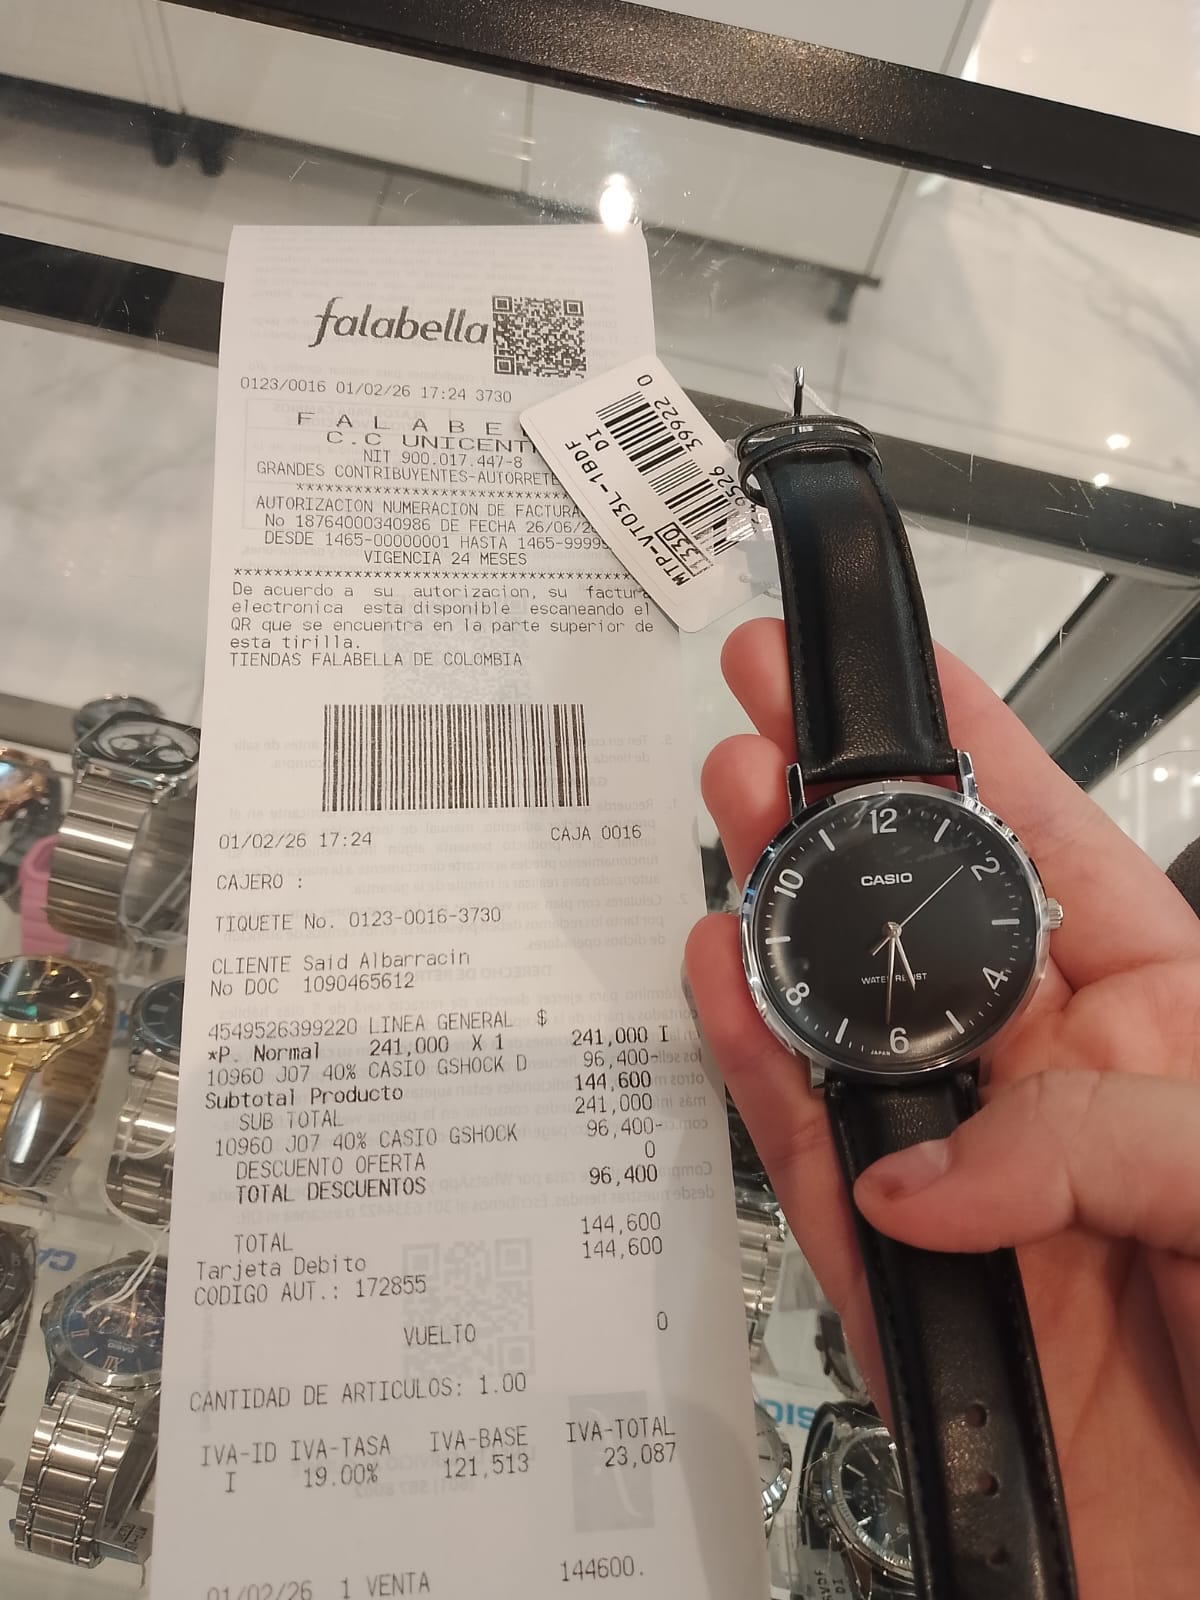 falabella
0123/0016 01/02/26 17:24 3730
F A L A B E
C.C UNICENT
NIT 900.017.447-8
GRANDES CONTRIBUYENTES-AUTORRETE
AUTORIZACION NUMERACION DE FACTURA
No 18764000340986 DE FECHA 26/06/2
DESDE 1465-00000001 HASTA 1465-9999
VIGENCIA 24 MESES
De acuerdo a su autorizacion, su factura
electronica esta disponible escaneando el
QR que se encuentra en la parte superior de
esta tirilla.
TIENDAS FALABELLA DE COLOMBIA
01/02/26 17:24 CAJA 0016
CAJERO :
TIQUETE No. 0123-0016-3730
CLIENTE Said Albarracin
No DOC 1090465612
4549526399220 LINEA GENERAL $
*P. Normal 241,000 X 1 241,000 I
10960 J07 40% CASIO GSHOCK D 96,400-
Subtotal Producto 144,600
SUB TOTAL 241,000
10960 J07 40% CASIO GSHOCK 96,400-
DESCUENTO OFERTA 0
TOTAL DESCUENTOS 96,400
TOTAL 144,600
Tarjeta Debito 144,600
CODIGO AUT.: 172855
VUELTO 0
CANTIDAD DE ARTICULOS: 1.00
IVA-ID IVA-TASA IVA-BASE IVA-TOTAL
I 19.00% 121,513 23,087
01/02/26 1 VENTA 144600.
MTP-VT03L-1BDF
1330 DI
9526 39922 0
12
2
4
6
8
10
CASIO
WATER RESIST
JAPAN